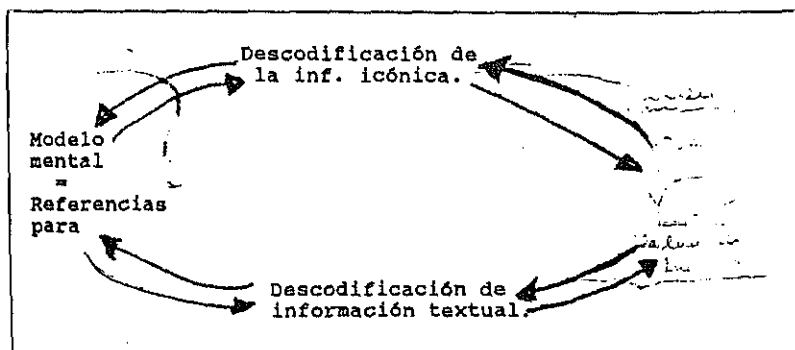 Descodificación de
la inf. icónica.
Modelo
mental
=
Referencias
para
Descodificación de
información textual.